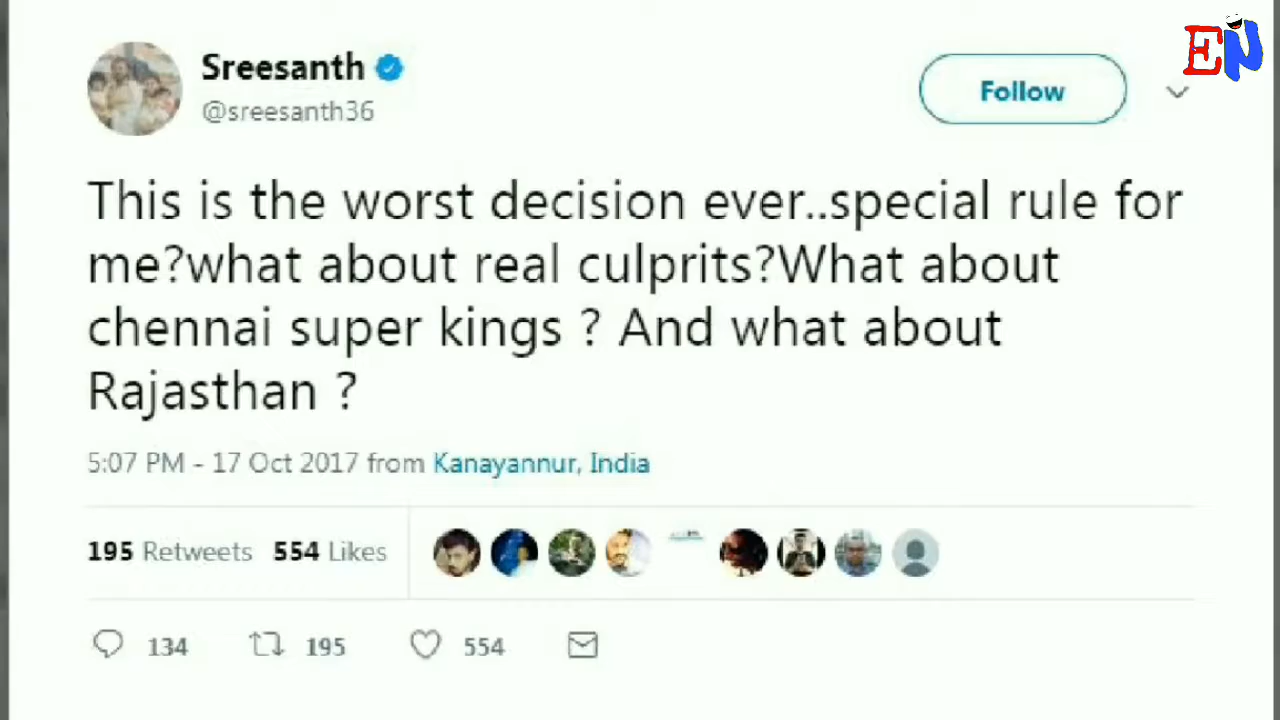 EN
Sreesanth
@sreesanth36
Follow
This is the worst decision ever..special rule for
me?what about real culprits?What about
chennai super kings ? And what about
Rajasthan ?
5:07 PM - 17 Oct 2017 from Kanayannur, India
195 Retweets 554 Likes
134 195 554